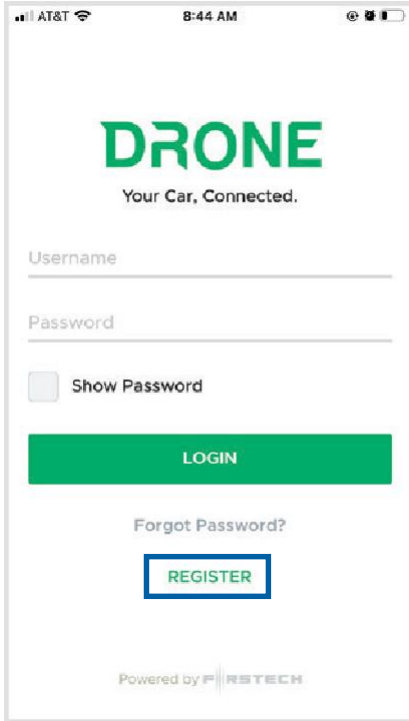 AT&T 8:44 AM
DRONE
Your Car, Connected.
Username
Password
Show Password
LOGIN
Forgot Password?
REGISTER
Powered by FIRSTECH